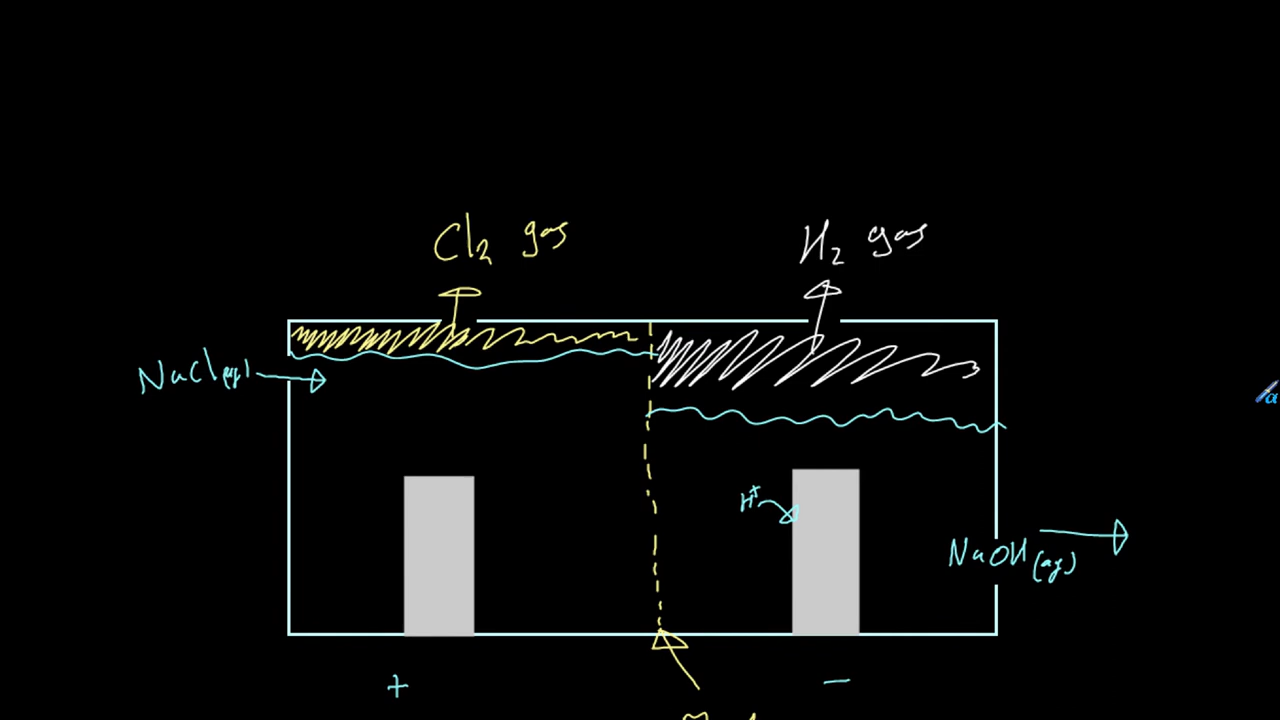 Cl2 gas
H2 gas
NaCl(aq)
H+
NaOH(aq)
+
-